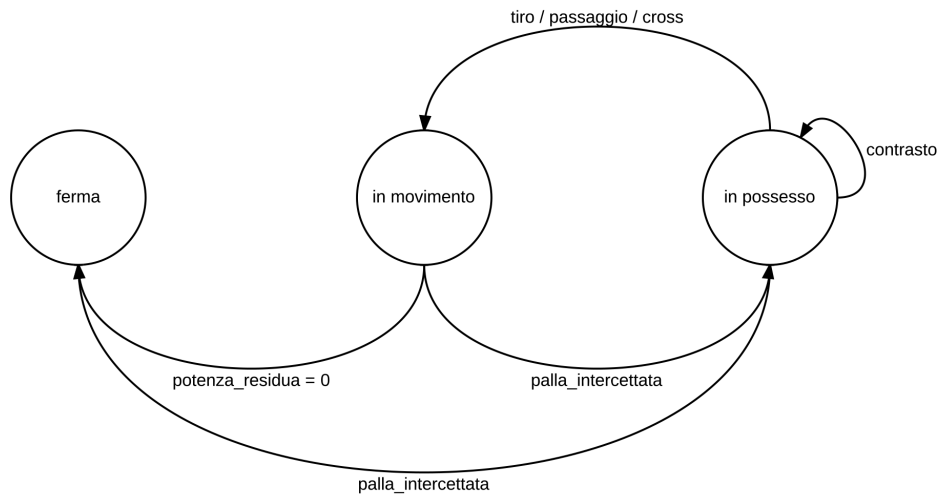 tiro / passaggio / cross
contrasto
ferma
in movimento
in possesso
potenza_residua = 0
palla_intercettata
palla_intercettata